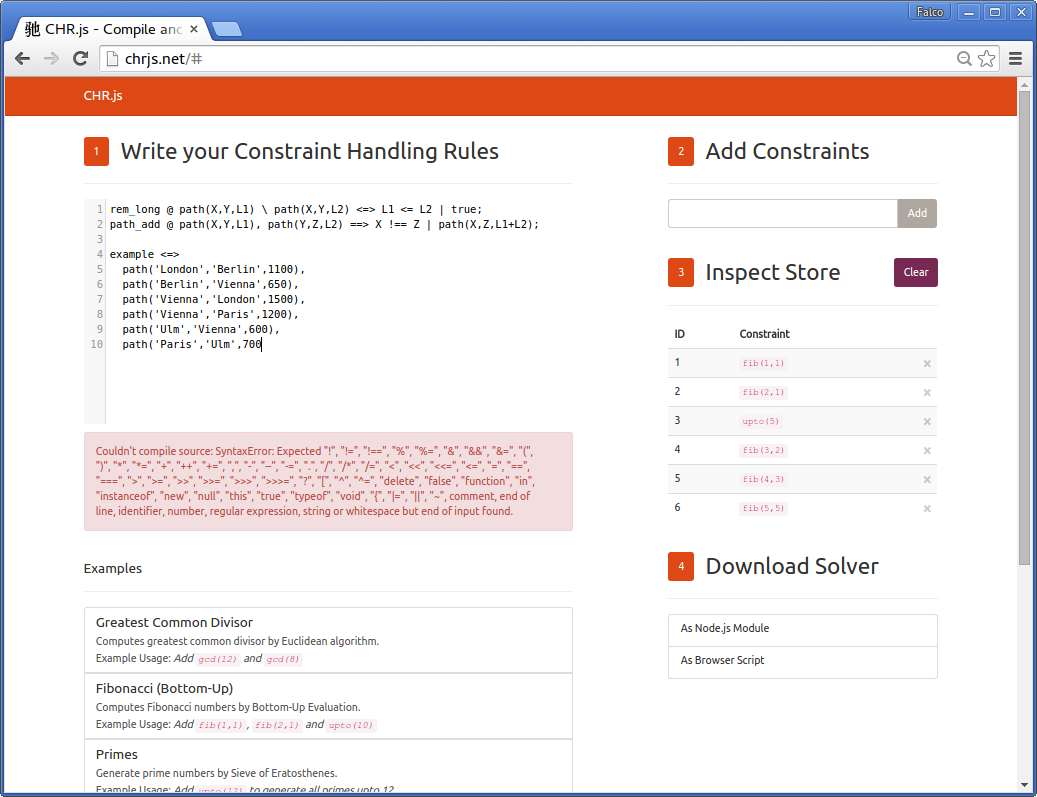 Falco
驰 CHR.js - Compile and
chrjs.net/#
CHR.js
1 Write your Constraint Handling Rules
1 rem_long @ path(X,Y,L1) \ path(X,Y,L2) <=> L1 <= L2 | true;
2 path_add @ path(X,Y,L1), path(Y,Z,L2) ==> X !== Z | path(X,Z,L1+L2);
3
4 example <=>
5 path('London','Berlin',1100),
6 path('Berlin','Vienna',650),
7 path('Vienna','London',1500),
8 path('Vienna','Paris',1200),
9 path('Ulm','Vienna',600),
10 path('Paris','Ulm',700
Couldn't compile source: SyntaxError: Expected "!", "!=", "!==", "%", "%=", "&", "&&", "&=", "(",
")", "*", "*=", "+", "++", "+=", ",", "-", "--", "-=", ".", "/", "/*", "/=", "<", "<<", "<<=", "<=", "=", "==",
"===", ">", ">=", ">>", ">>=", ">>>", ">>>=", "?", "[", "^", "^=", "delete", "false", "function", "in",
"instanceof", "new", "null", "this", "true", "typeof", "void", "{", "|=", "||", "~", comment, end of
line, identifier, number, regular expression, string or whitespace but end of input found.
Examples
Greatest Common Divisor
Computes greatest common divisor by Euclidean algorithm.
Example Usage: Add gcd(12) and gcd(8)
Fibonacci (Bottom-Up)
Computes Fibonacci numbers by Bottom-Up Evaluation.
Example Usage: Add fib(1,1) , fib(2,1) and upto(10)
Primes
Generate prime numbers by Sieve of Eratosthenes.
Example Usage: Add upto(12) to generate all primes upto 12
2 Add Constraints
Add
3 Inspect Store
Clear
ID Constraint
1 fib(1,1) ×
2 fib(2,1) ×
3 upto(5) ×
4 fib(3,2) ×
5 fib(4,3) ×
6 fib(5,5) ×
4 Download Solver
As Node.js Module
As Browser Script